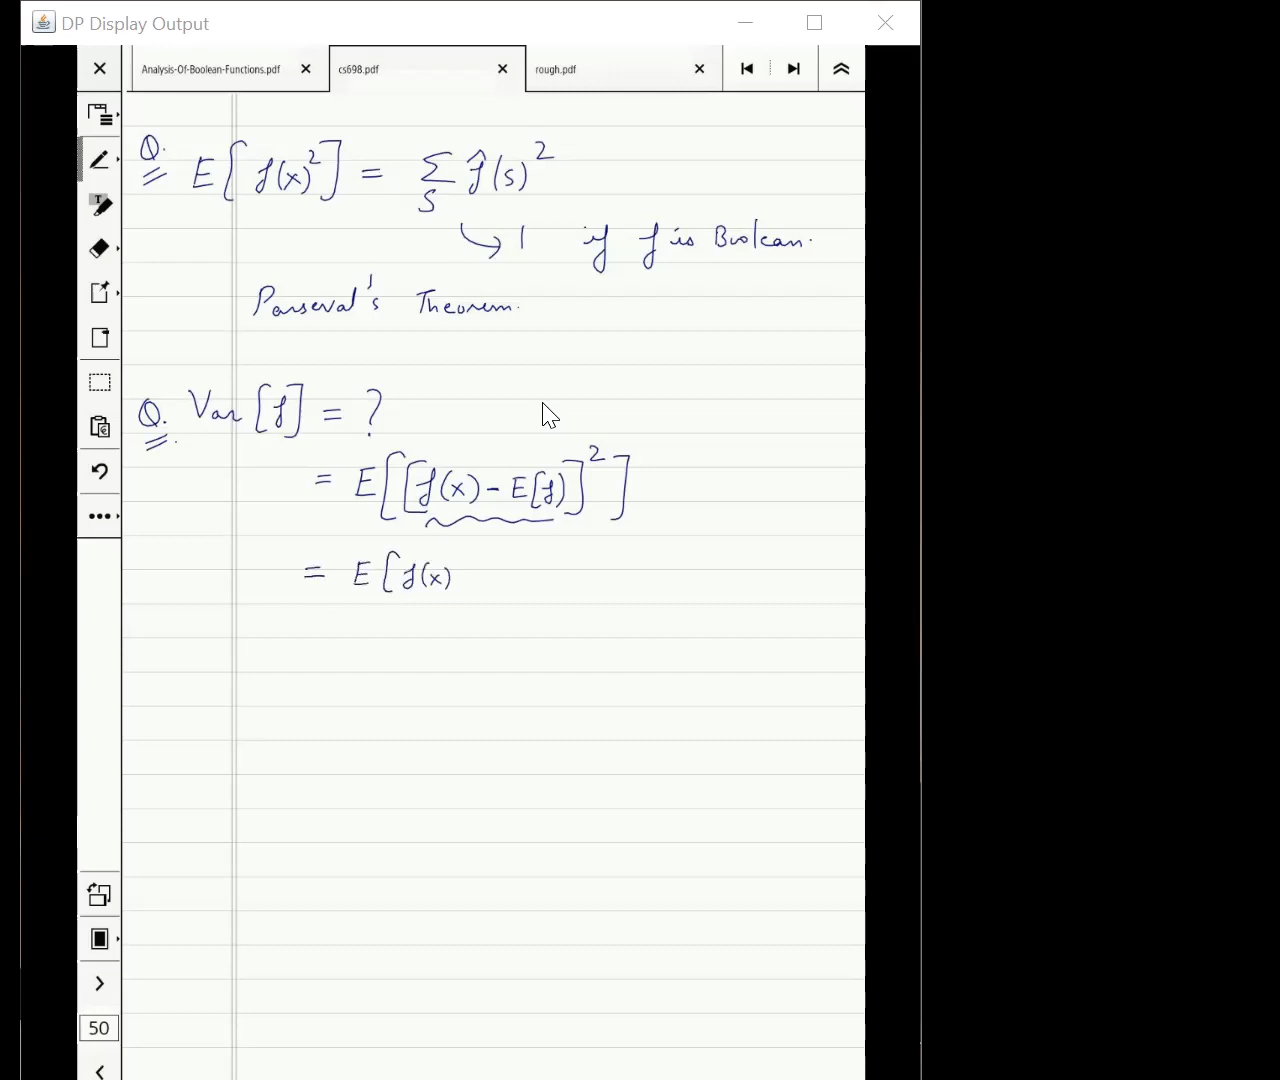 DP Display Output
Analysis-Of-Boolean-Functions.pdf
cs698.pdf
rough.pdf
Q. E[f(x)^2] = ∑_S f̂(S)^2
↪ 1 if f is Boolean.
Parseval's Theorem.
Q. Var[f] = ?
= E[[f(x) - E[f]]^2]
= E[f(x)
50